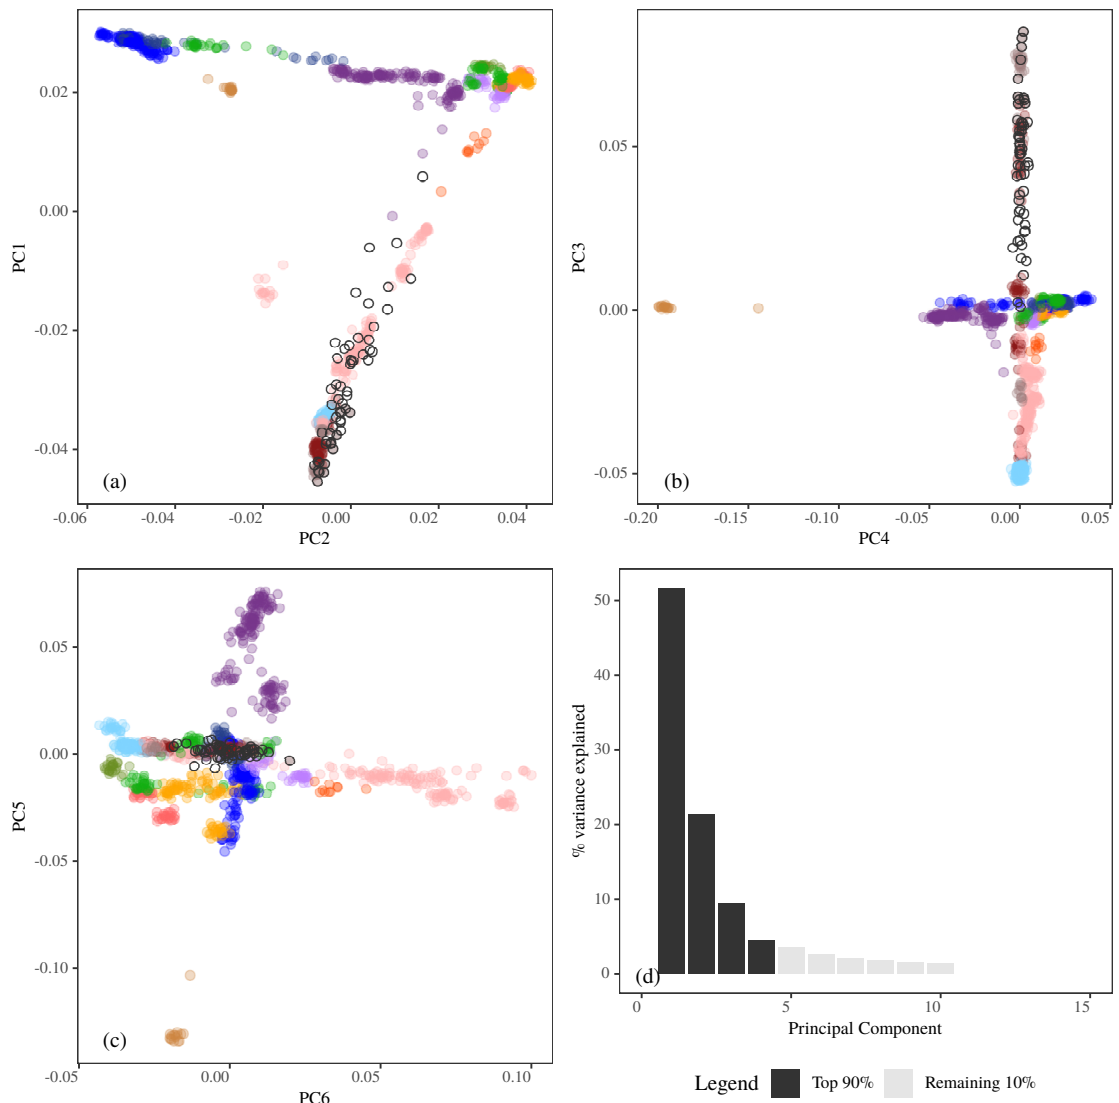 0.02
0.00
-0.02
-0.04
PC1
(a)
-0.06
-0.04
-0.02
0.00
0.02
0.04
PC2
0.05
0.00
-0.05
PC3
(b)
-0.20
-0.15
-0.10
-0.05
0.00
0.05
PC4
0.05
0.00
-0.05
-0.10
PC5
(c)
-0.05
0.00
0.05
0.10
PC6
50
40
30
20
10
0
% variance explained
(d)
0
5
10
15
Principal Component
Legend Top 90% Remaining 10%